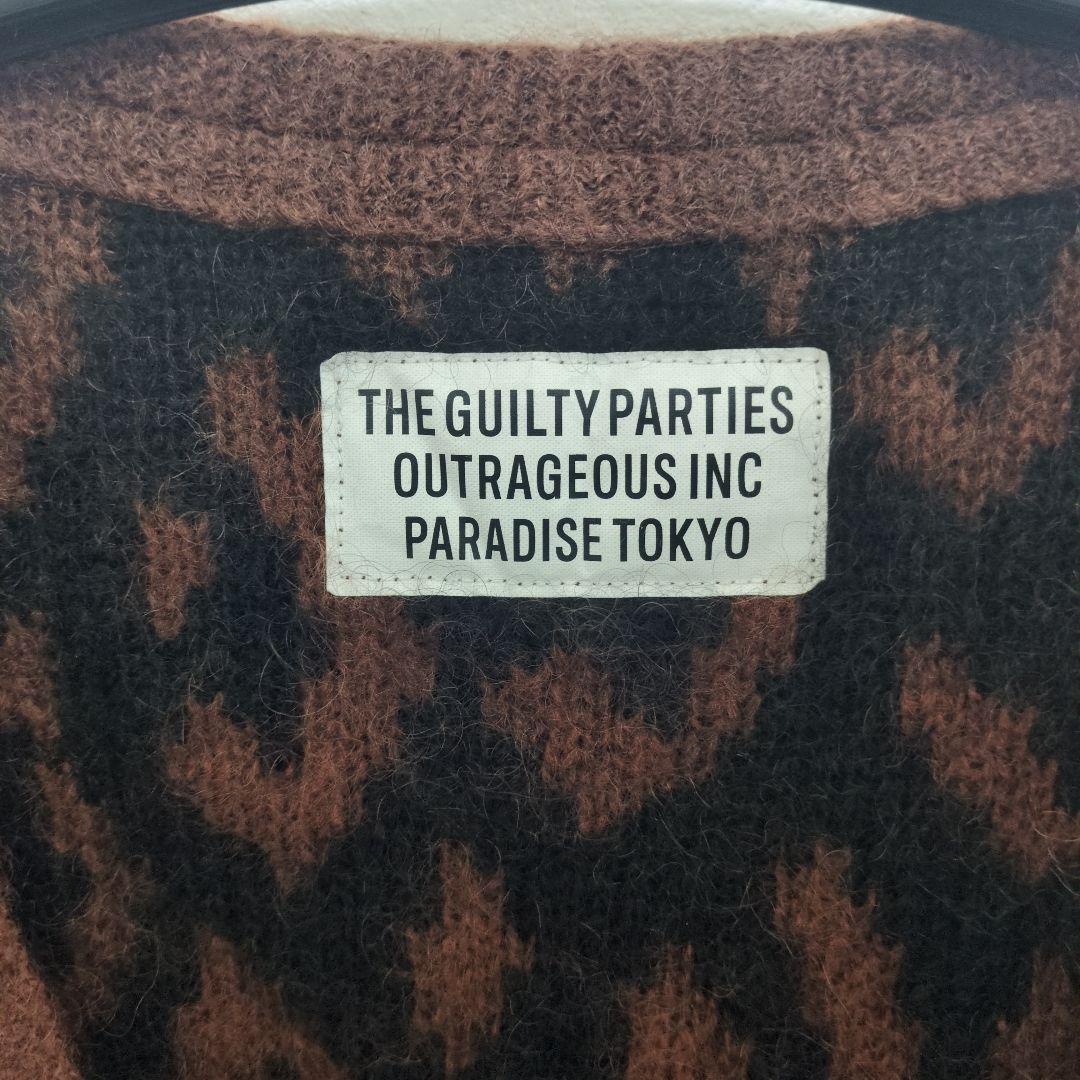 THE GUILTY PARTIES
OUTRAGEOUS INC
PARADISE TOKYO